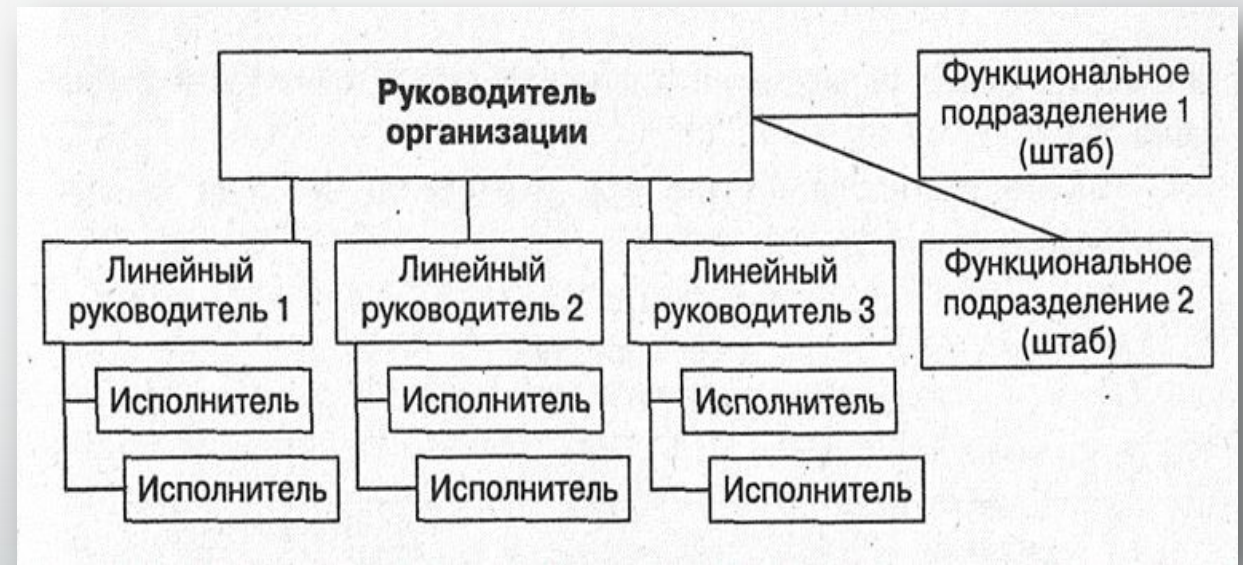 Руководитель
организации
Функциональное
подразделение 1
(штаб)
Линейный
руководитель 1
Линейный
руководитель 2
Линейный
руководитель 3
Функциональное
подразделение 2
(штаб)
Исполнитель
Исполнитель
Исполнитель
Исполнитель
Исполнитель
Исполнитель